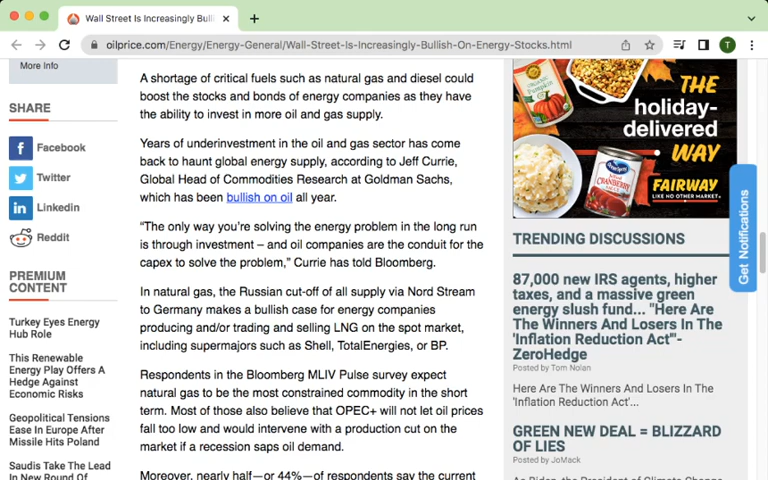 Wall Street Is Increasingly Bulli
oilprice.com/Energy/Energy-General/Wall-Street-Is-Increasingly-Bullish-On-Energy-Stocks.html
T
More Info
SHARE
Facebook
Twitter
Linkedin
Reddit
PREMIUM
CONTENT
Turkey Eyes Energy
Hub Role
This Renewable
Energy Play Offers A
Hedge Against
Economic Risks
Geopolitical Tensions
Ease In Europe After
Missile Hits Poland
Saudis Take The Lead
In New Round Of
A shortage of critical fuels such as natural gas and diesel could
boost the stocks and bonds of energy companies as they have
the ability to invest in more oil and gas supply.
Years of underinvestment in the oil and gas sector has come
back to haunt global energy supply, according to Jeff Currie,
Global Head of Commodities Research at Goldman Sachs,
which has been bullish on oil all year.
“The only way you’re solving the energy problem in the long run
is through investment – and oil companies are the conduit for the
capex to solve the problem,” Currie has told Bloomberg.
In natural gas, the Russian cut-off of all supply via Nord Stream
to Germany makes a bullish case for energy companies
producing and/or trading and selling LNG on the spot market,
including supermajors such as Shell, TotalEnergies, or BP.
Respondents in the Bloomberg MLIV Pulse survey expect
natural gas to be the most constrained commodity in the short
term. Most of those also believe that OPEC+ will not let oil prices
fall too low and would intervene with a production cut on the
market if a recession saps oil demand.
Moreover, nearly half—or 44%—of respondents say the current
THE
holiday-
delivered
WAY
FAIRWAY
LIKE NO OTHER MARKET
Pumpkin
CRANBERRY
Get Notifications
TRENDING DISCUSSIONS
87,000 new IRS agents, higher
taxes, and a massive green
energy slush fund... "Here Are
The Winners And Losers In The
'Inflation Reduction Act'"-
ZeroHedge
Posted by Tom Nolan
Here Are The Winners And Losers In The
'Inflation Reduction Act'...
GREEN NEW DEAL = BLIZZARD
OF LIES
Posted by JoMack
As Biden, the President of Climate Change